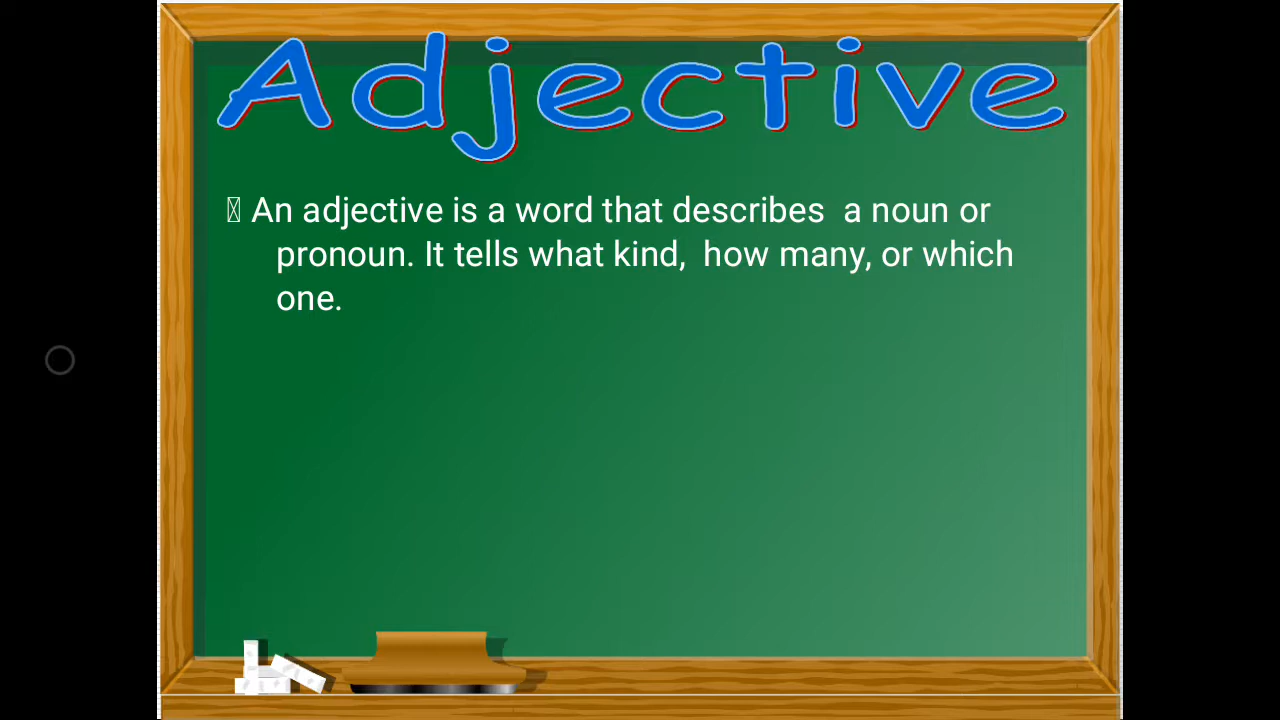 Adjective
An adjective is a word that describes  a noun or
pronoun. It tells what kind,  how many, or which
one.